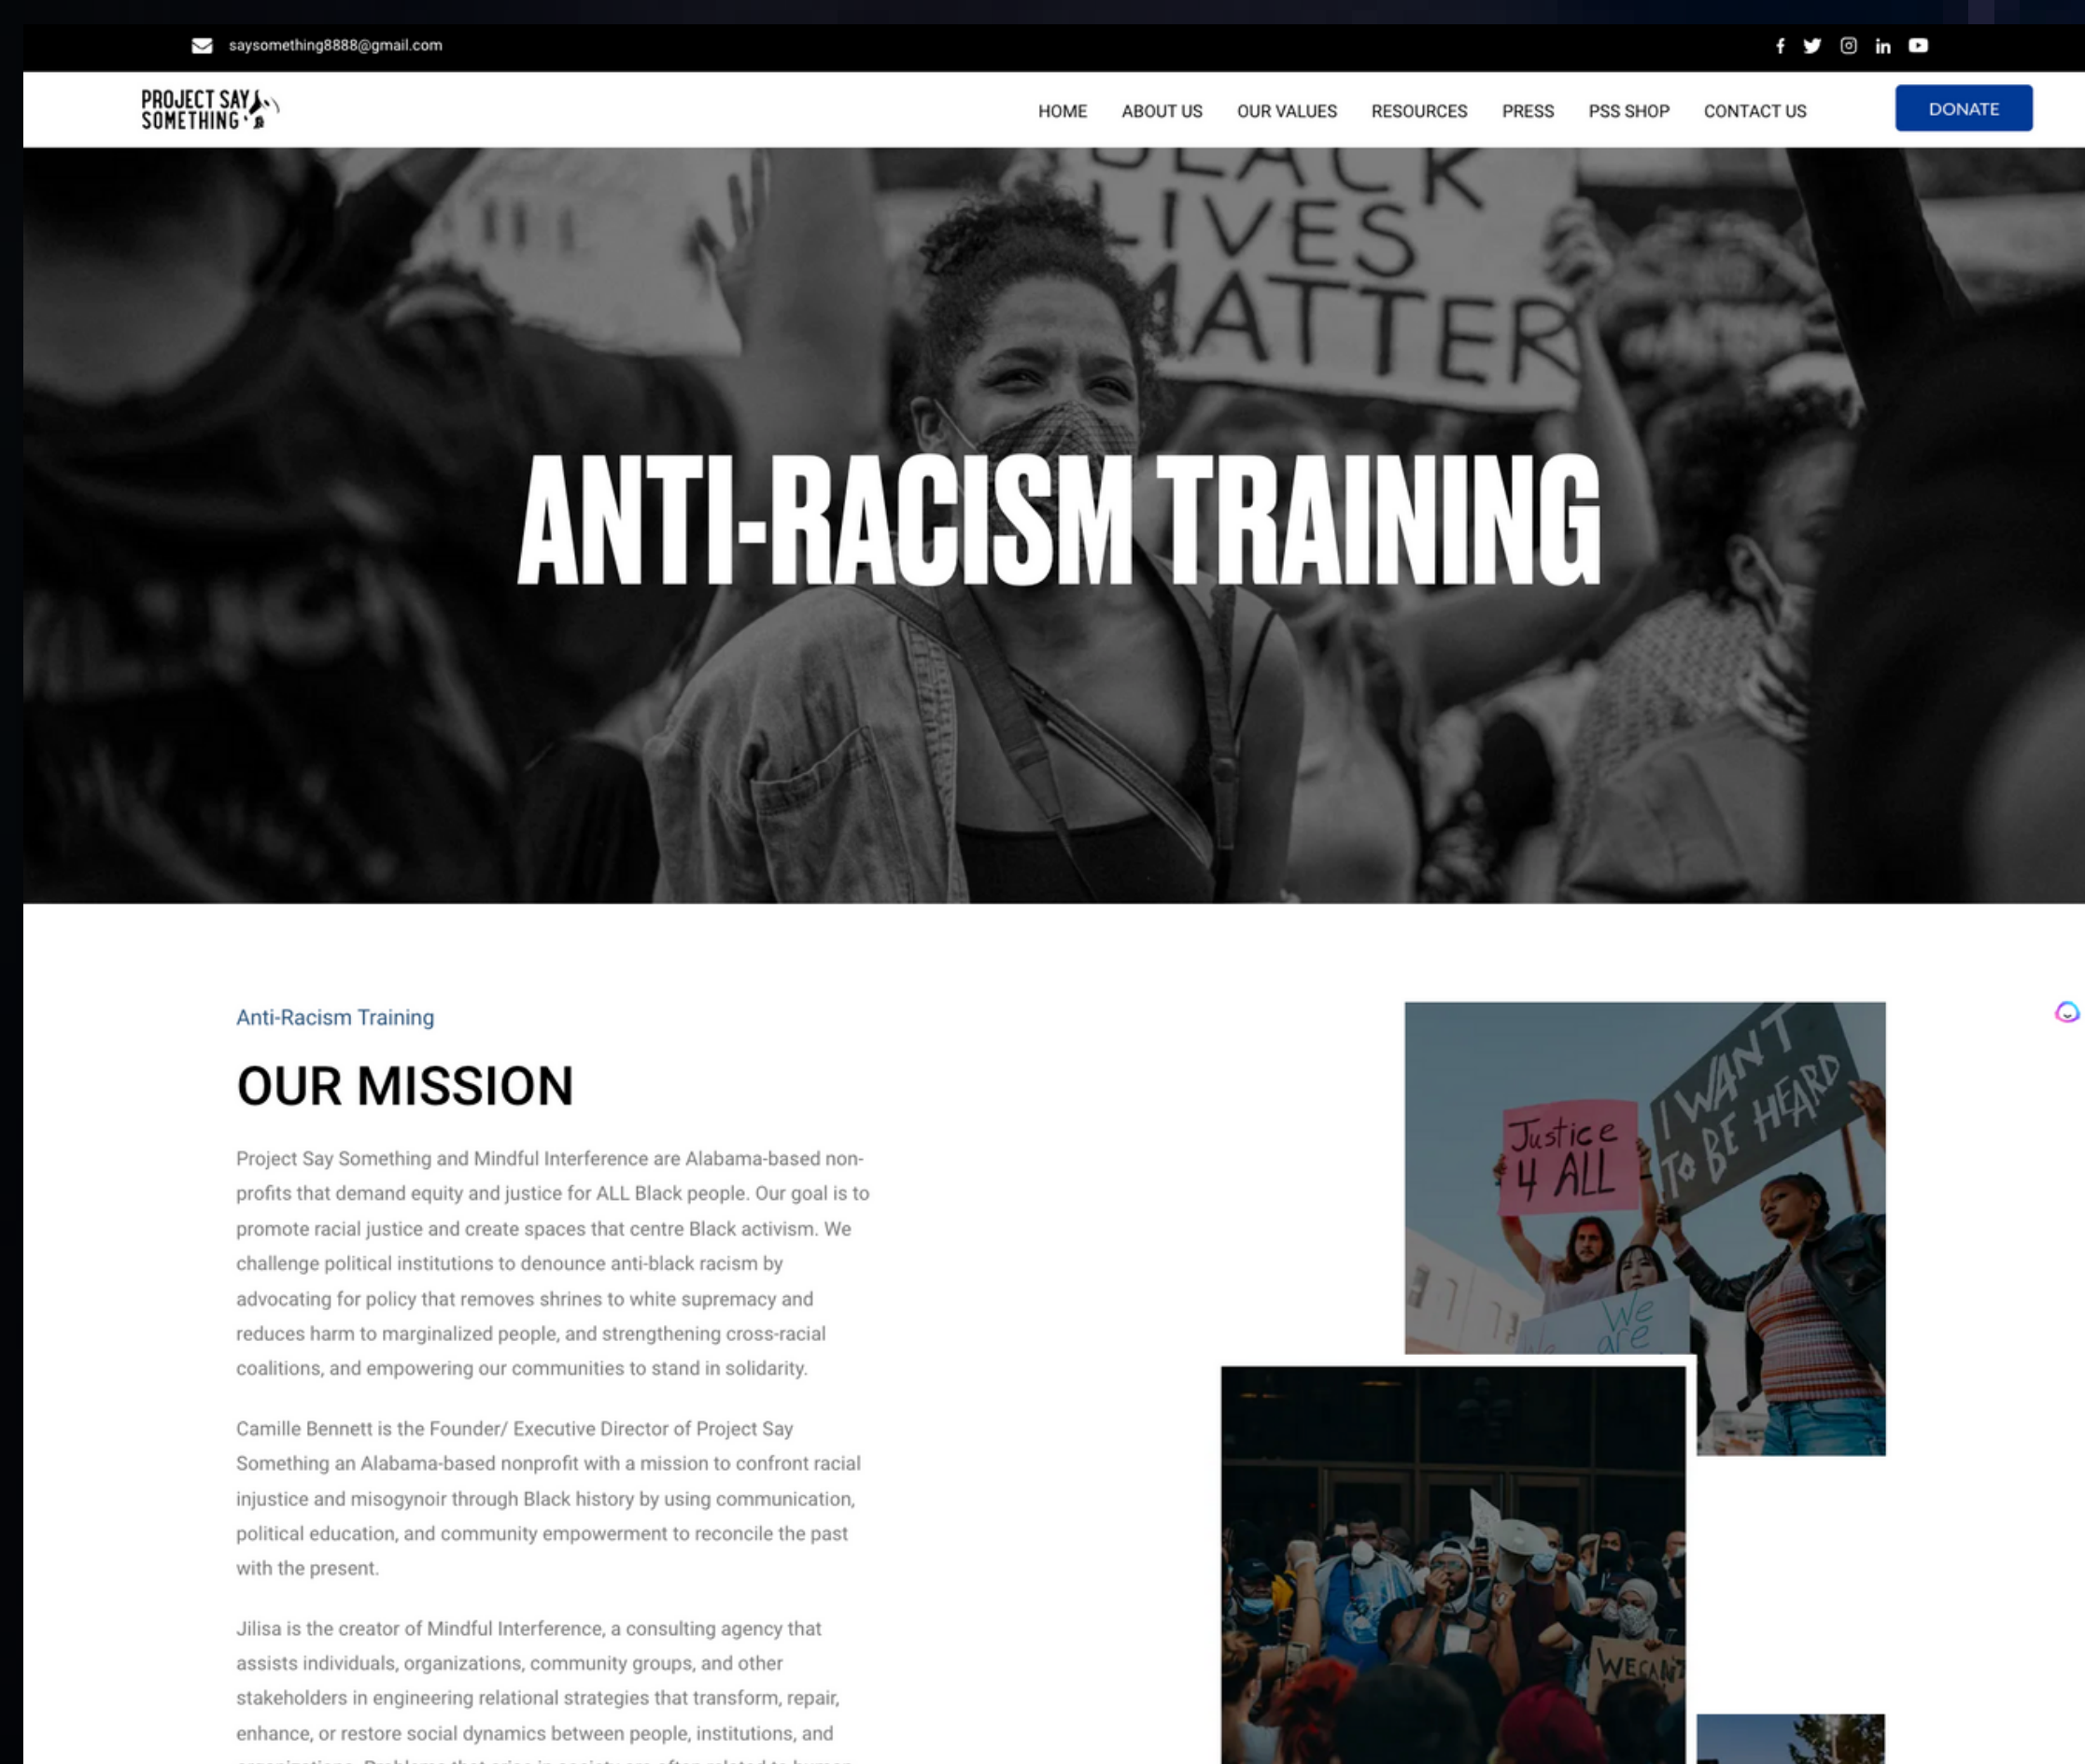 saysomething8888@gmail.com
PROJECT SAY
SOMETHING
HOME ABOUT US OUR VALUES RESOURCES PRESS PSS SHOP CONTACT US DONATE
BLACK
LIVES
MATTER
ANTI-RACISM TRAINING
Anti-Racism Training
OUR MISSION
Project Say Something and Mindful Interference are Alabama-based non-
profits that demand equity and justice for ALL Black people. Our goal is to
promote racial justice and create spaces that centre Black activism. We
challenge political institutions to denounce anti-black racism by
advocating for policy that removes shrines to white supremacy and
reduces harm to marginalized people, and strengthening cross-racial
coalitions, and empowering our communities to stand in solidarity.
Camille Bennett is the Founder/ Executive Director of Project Say
Something an Alabama-based nonprofit with a mission to confront racial
injustice and misogynoir through Black history by using communication,
political education, and community empowerment to reconcile the past
with the present.
Jilisa is the creator of Mindful Interference, a consulting agency that
assists individuals, organizations, community groups, and other
stakeholders in engineering relational strategies that transform, repair,
enhance, or restore social dynamics between people, institutions, and
I WANT
TO BE HEARD
Justice
4 ALL
We
are
WE CAN'T